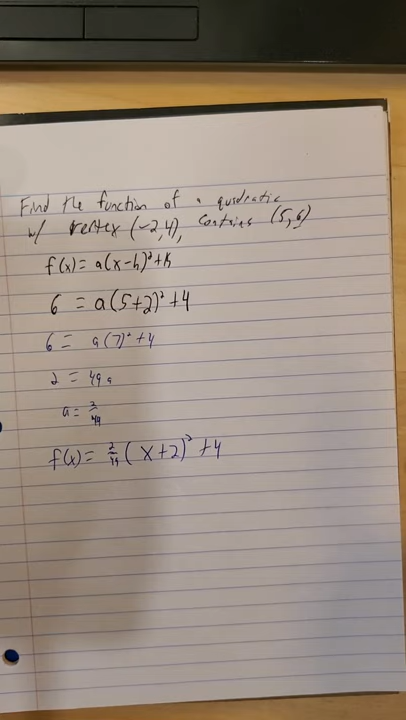 Find the function of a quadratic
w/ vertex (-2,4), contains (5,6)
f(x) = a(x-h)²+k
6 = a(5+2)²+4
6 = a(7)²+4
2 = 49a
a = 2/49
f(x) = 2/49 (x+2)² +4